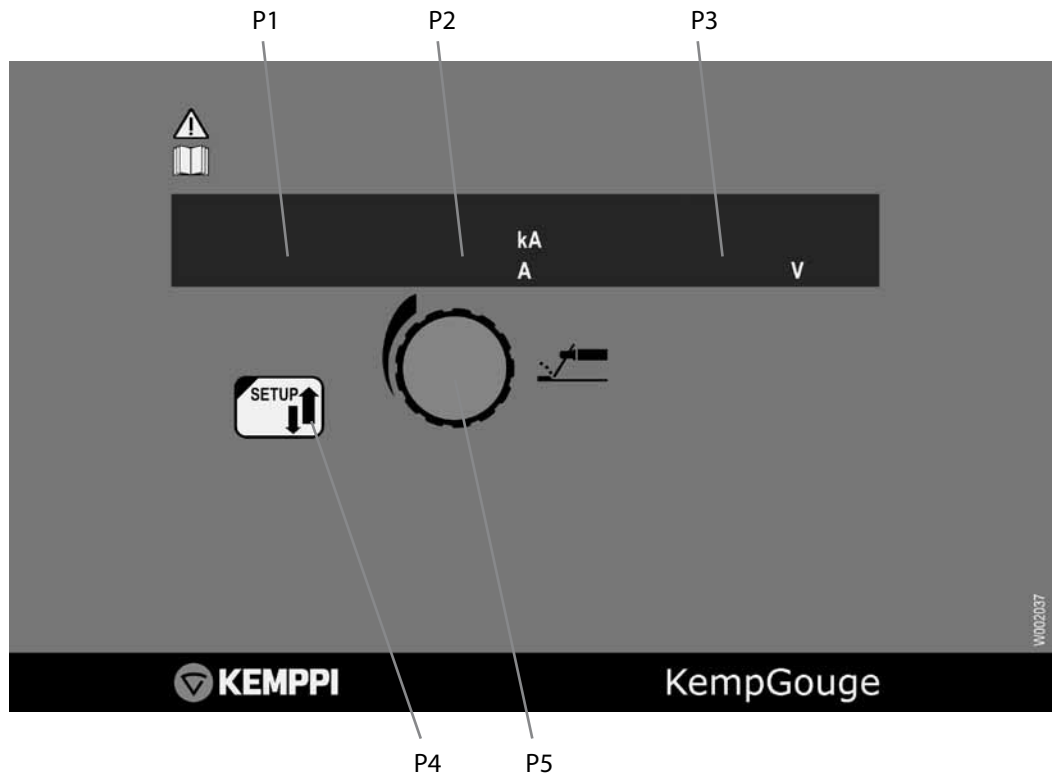 P1 P2 P3
kA
A V
SETUP
W002037
KEMPPI KempGouge
P4 P5